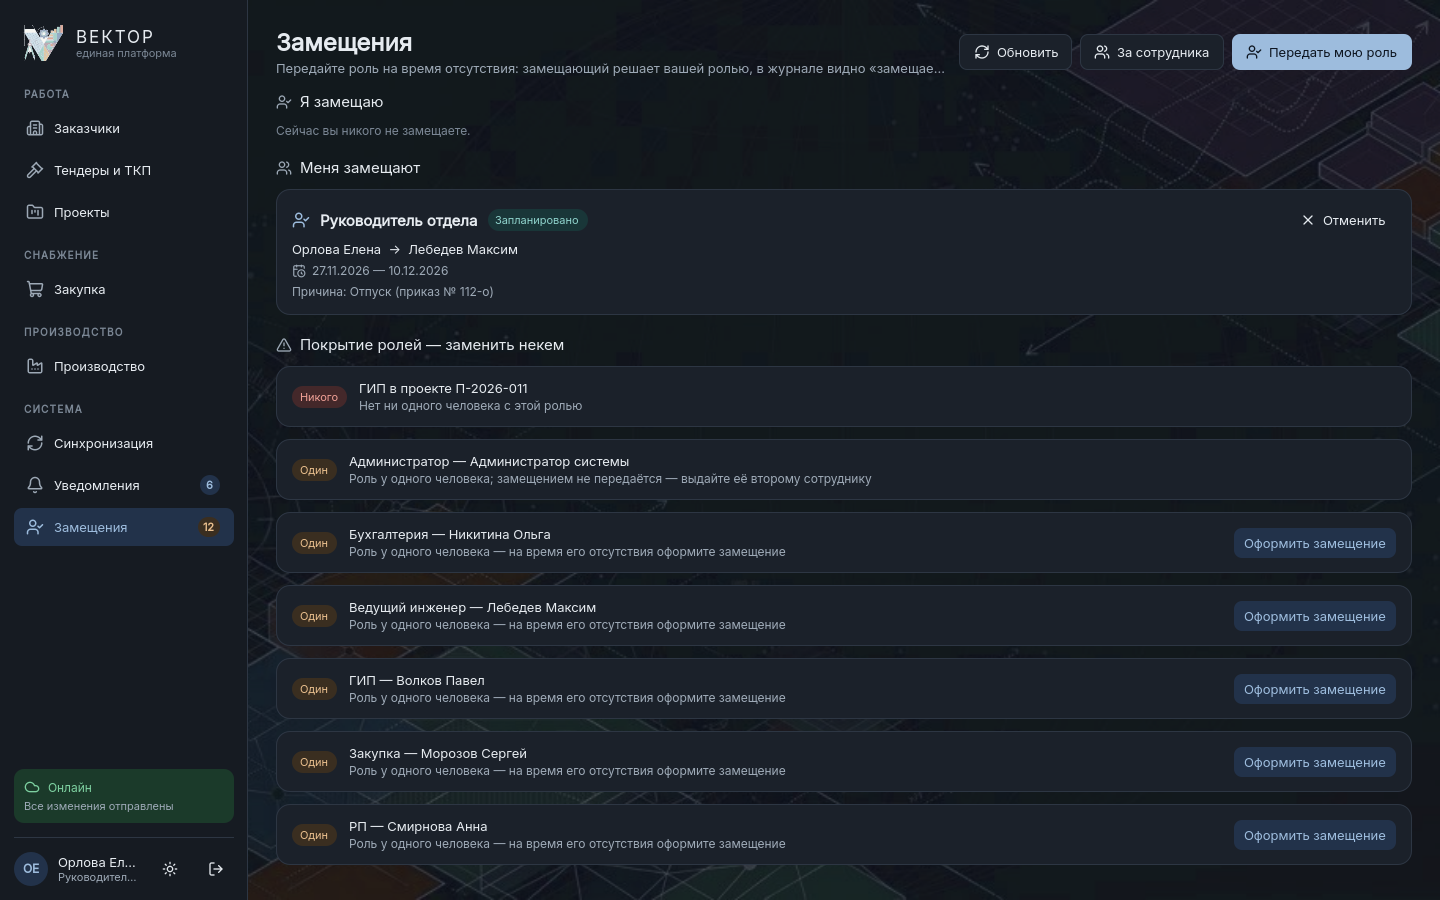 ВЕКТОР
единая платформа
РАБОТА
Заказчики
Тендеры и ТКП
Проекты
СНАБЖЕНИЕ
Закупка
ПРОИЗВОДСТВО
Производство
СИСТЕМА
Синхронизация
Уведомления 6
Замещения 12
Онлайн
Все изменения отправлены
ОЕ
Орлова Ел...
Руководител...
Замещения
Передайте роль на время отсутствия: замещающий решает вашей ролью, в журнале видно «замещае...
Обновить
За сотрудника
Передать мою роль
Я замещаю
Сейчас вы никого не замещаете.
Меня замещают
Руководитель отдела Запланировано
Отменить
Орлова Елена → Лебедев Максим
27.11.2026 — 10.12.2026
Причина: Отпуск (приказ № 112-о)
Покрытие ролей — заменить некем
Никого
ГИП в проекте П-2026-011
Нет ни одного человека с этой ролью
Один
Администратор — Администратор системы
Роль у одного человека; замещением не передаётся — выдайте её второму сотруднику
Один
Бухгалтерия — Никитина Ольга
Роль у одного человека — на время его отсутствия оформите замещение
Оформить замещение
Один
Ведущий инженер — Лебедев Максим
Роль у одного человека — на время его отсутствия оформите замещение
Оформить замещение
Один
ГИП — Волков Павел
Роль у одного человека — на время его отсутствия оформите замещение
Оформить замещение
Один
Закупка — Морозов Сергей
Роль у одного человека — на время его отсутствия оформите замещение
Оформить замещение
Один
РП — Смирнова Анна
Роль у одного человека — на время его отсутствия оформите замещение
Оформить замещение